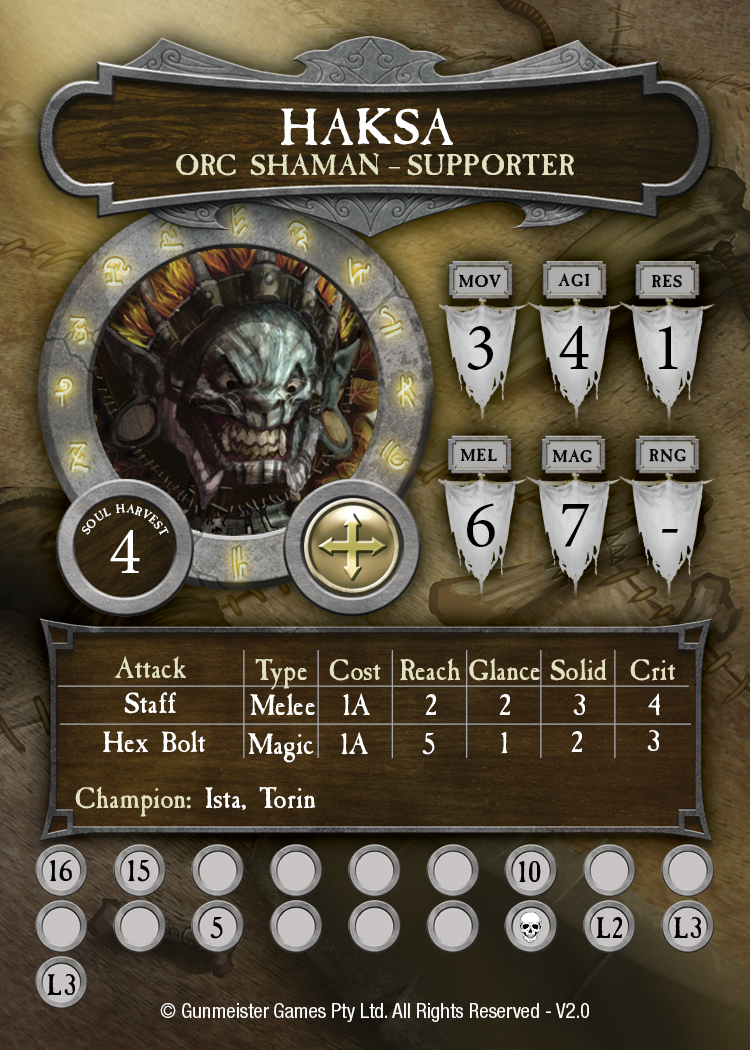 HAKSA
ORC SHAMAN – SUPPORTER
MOV AGI RES
3 4 1
MEL MAG RNG
6 7 -
SOUL HARVEST
4
Attack Type Cost Reach Glance Solid Crit
Staff Melee 1A 2 2 3 4
Hex Bolt Magic 1A 5 1 2 3
Champion: Ista, Torin
16 15 10
5 L2 L3
L3
© Gunmeister Games Pty Ltd. All Rights Reserved - V2.0